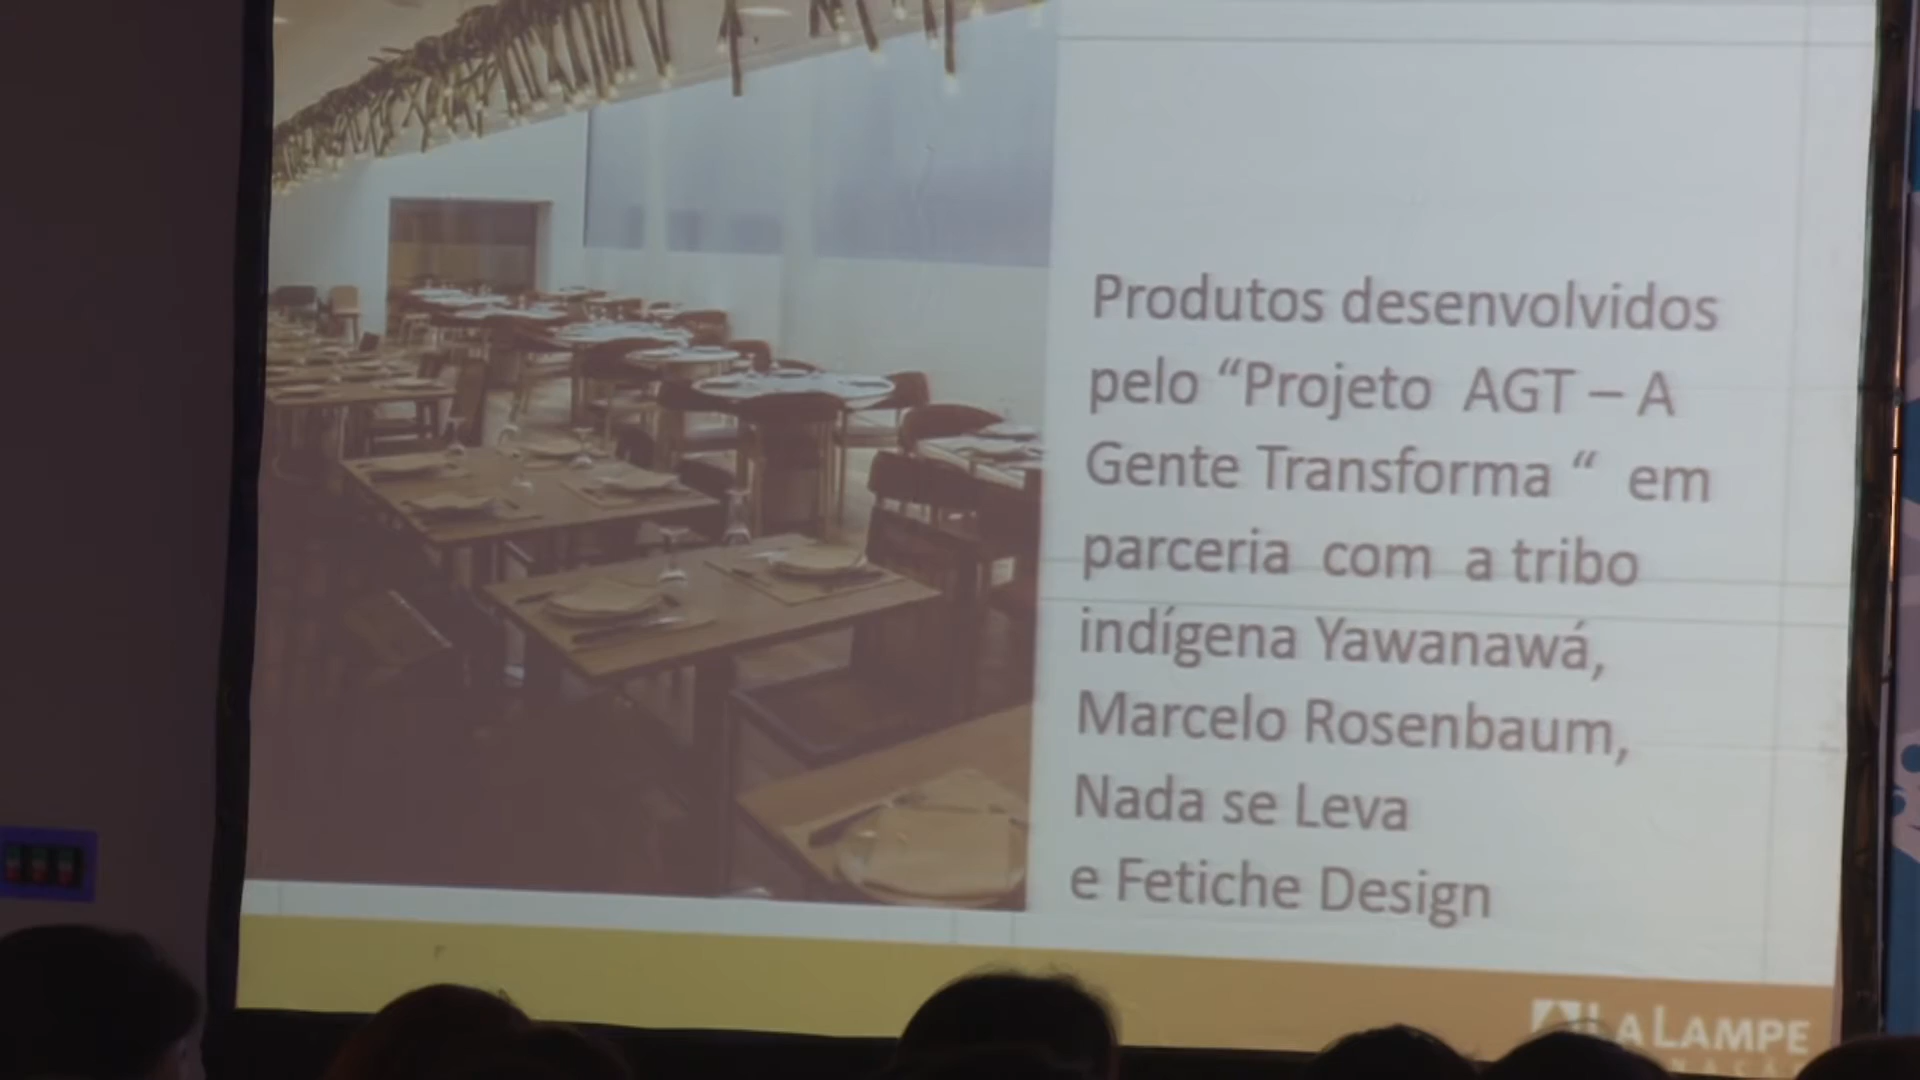 Produtos desenvolvidos
pelo “Projeto AGT – A
Gente Transforma “ em
parceria com a tribo
indígena Yawanawá,
Marcelo Rosenbaum,
Nada se Leva
e Fetiche Design
LA LAMPE